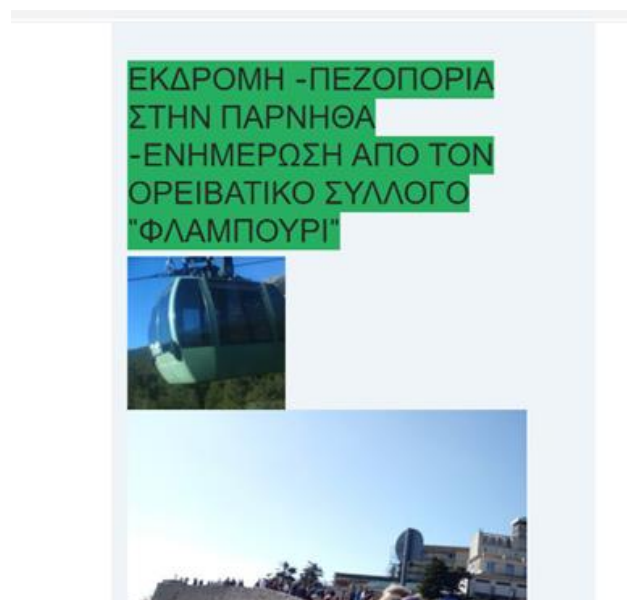 ΕΚΔΡΟΜΗ -ΠΕΖΟΠΟΡΙΑ
ΣΤΗΝ ΠΑΡΝΗΘΑ
-ΕΝΗΜΕΡΩΣΗ ΑΠΟ ΤΟΝ
ΟΡΕΙΒΑΤΙΚΟ ΣΥΛΛΟΓΟ
"ΦΛΑΜΠΟΥΡΙ"